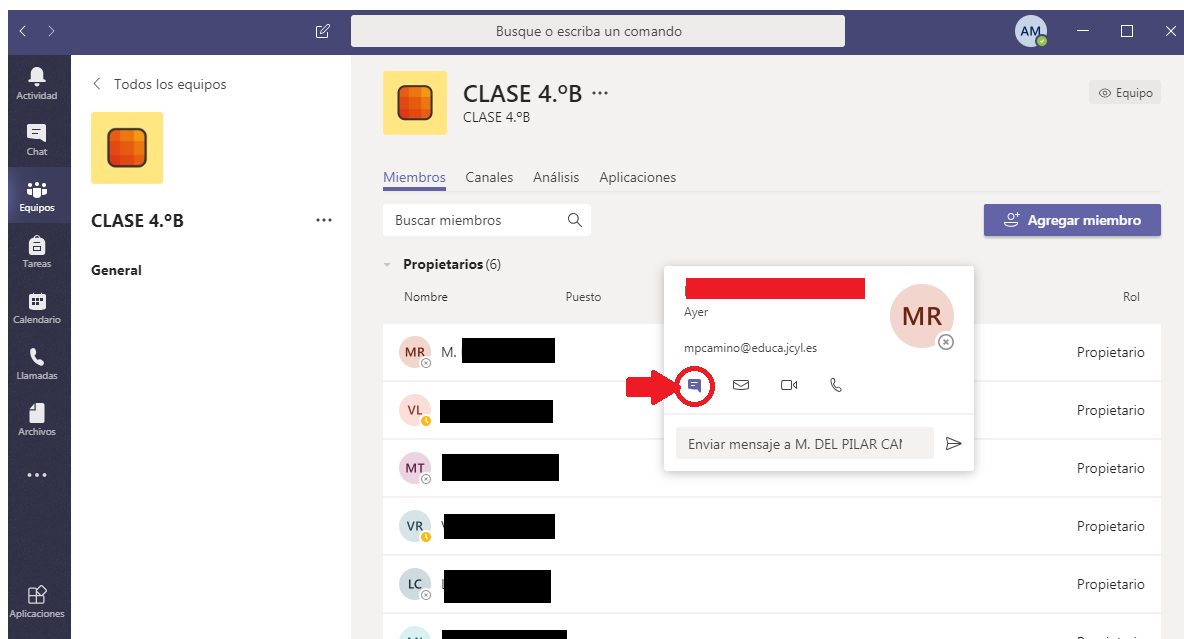 Busque o escriba un comando
AM
Actividad
Chat
Equipos
Tareas
Calendario
Llamadas
Archivos
Aplicaciones
Todos los equipos
CLASE 4.ºB
General
CLASE 4.ºB
CLASE 4.ºB
Equipo
Miembros
Canales
Análisis
Aplicaciones
Buscar miembros
Agregar miembro
Propietarios (6)
Nombre
Puesto
Rol
MR
M.
Propietario
VL
Propietario
MT
Propietario
VR
Propietario
LC
Propietario
Ayer
mpcamino@educa.jcyl.es
MR
Enviar mensaje a M. DEL PILAR CAM